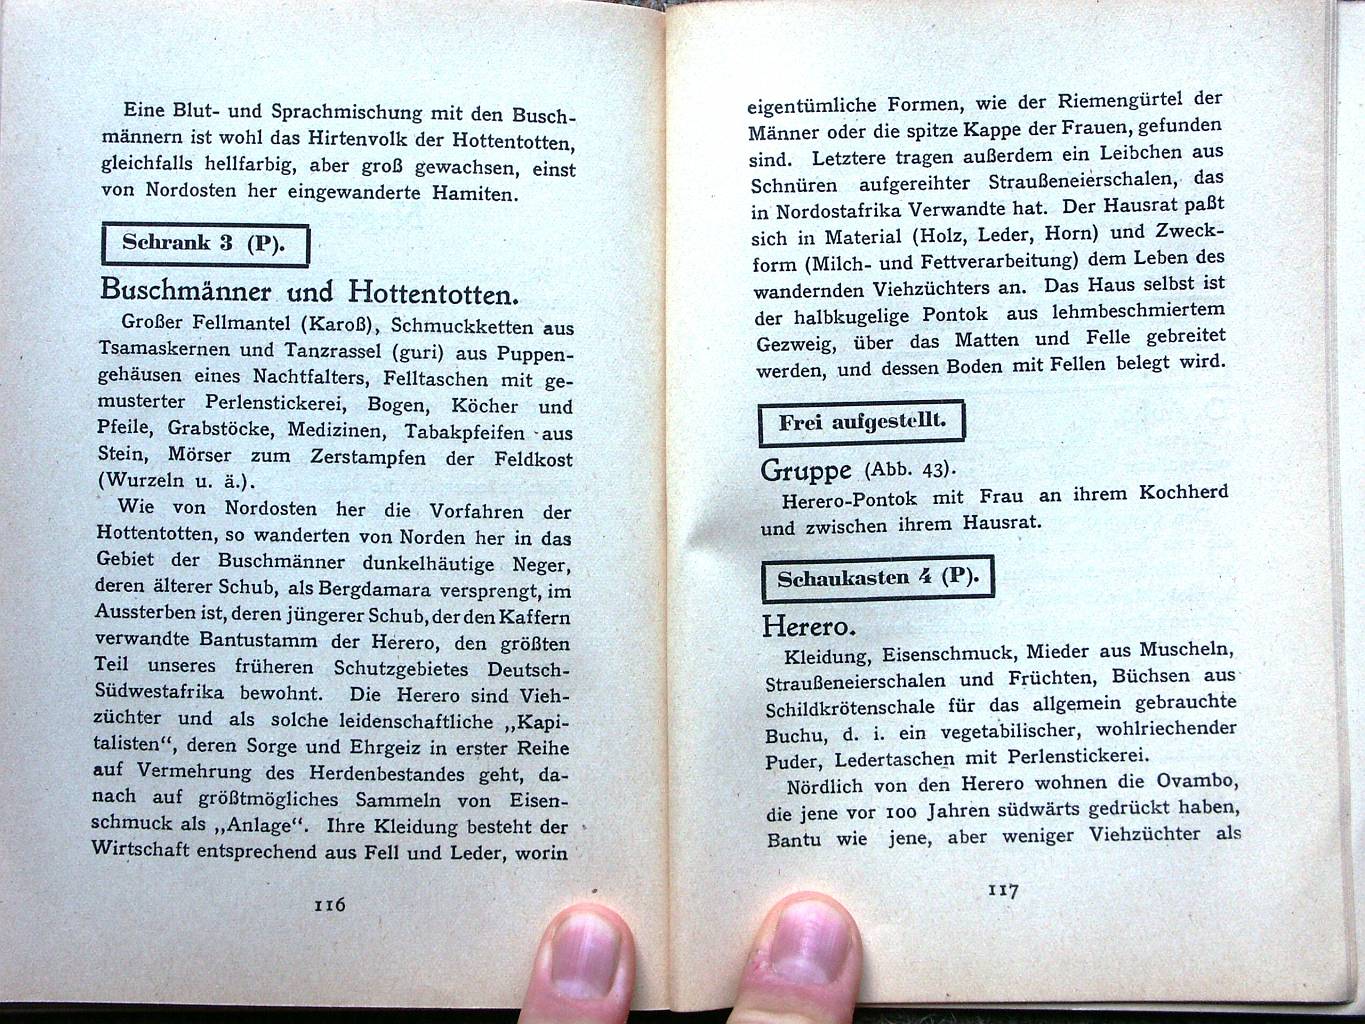 Eine Blut- und Sprachmischung mit den Busch-
männern ist wohl das Hirtenvolk der Hottentotten,
gleichfalls hellfarbig, aber groß gewachsen, einst
von Nordosten her eingewanderte Hamiten.
Schrank 3 (P).
Buschmänner und Hottentotten.
Großer Fellmantel (Karoß), Schmuckketten aus
Tsamaskernen und Tanzrassel (guri) aus Puppen-
gehäusen eines Nachtfalters, Felltaschen mit ge-
musterter Perlenstickerei, Bogen, Köcher und
Pfeile, Grabstöcke, Medizinen, Tabakpfeifen aus
Stein, Mörser zum Zerstampfen der Feldkost
(Wurzeln u. ä.).
Wie von Nordosten her die Vorfahren der
Hottentotten, so wanderten von Norden her in das
Gebiet der Buschmänner dunkelhäutige Neger,
deren älterer Schub, als Bergdamara versprengt, im
Aussterben ist, deren jüngerer Schub, der den Kaffern
verwandte Bantustamm der Herero, den größten
Teil unseres früheren Schutzgebietes Deutsch-
Südwestafrika bewohnt. Die Herero sind Vieh-
züchter und als solche leidenschaftliche „Kapi-
talisten“, deren Sorge und Ehrgeiz in erster Reihe
auf Vermehrung des Herdenbestandes geht, da-
nach auf größtmögliches Sammeln von Eisen-
schmuck als „Anlage“. Ihre Kleidung besteht der
Wirtschaft entsprechend aus Fell und Leder, worin
116
eigentümliche Formen, wie der Riemengürtel der
Männer oder die spitze Kappe der Frauen, gefunden
sind. Letztere tragen außerdem ein Leibchen aus
Schnüren aufgereihter Straußeneierschalen, das
in Nordostafrika Verwandte hat. Der Hausrat paßt
sich in Material (Holz, Leder, Horn) und Zweck-
form (Milch- und Fettverarbeitung) dem Leben des
wandernden Viehzüchters an. Das Haus selbst ist
der halbkugelige Pontok aus lehmbeschmiertem
Gezweig, über das Matten und Felle gebreitet
werden, und dessen Boden mit Fellen belegt wird.
Frei aufgestellt.
Gruppe (Abb. 43).
Herero-Pontok mit Frau an ihrem Kochherd
und zwischen ihrem Hausrat.
Schaukasten 4 (P).
Herero.
Kleidung, Eisenschmuck, Mieder aus Muscheln,
Straußeneierschalen und Früchten, Büchsen aus
Schildkrötenschale für das allgemein gebrauchte
Buchu, d. i. ein vegetabilischer, wohlriechender
Puder, Ledertaschen mit Perlenstickerei.
Nördlich von den Herero wohnen die Ovambo,
die jene vor 100 Jahren südwärts gedrückt haben,
Bantu wie jene, aber weniger Viehzüchter als
117